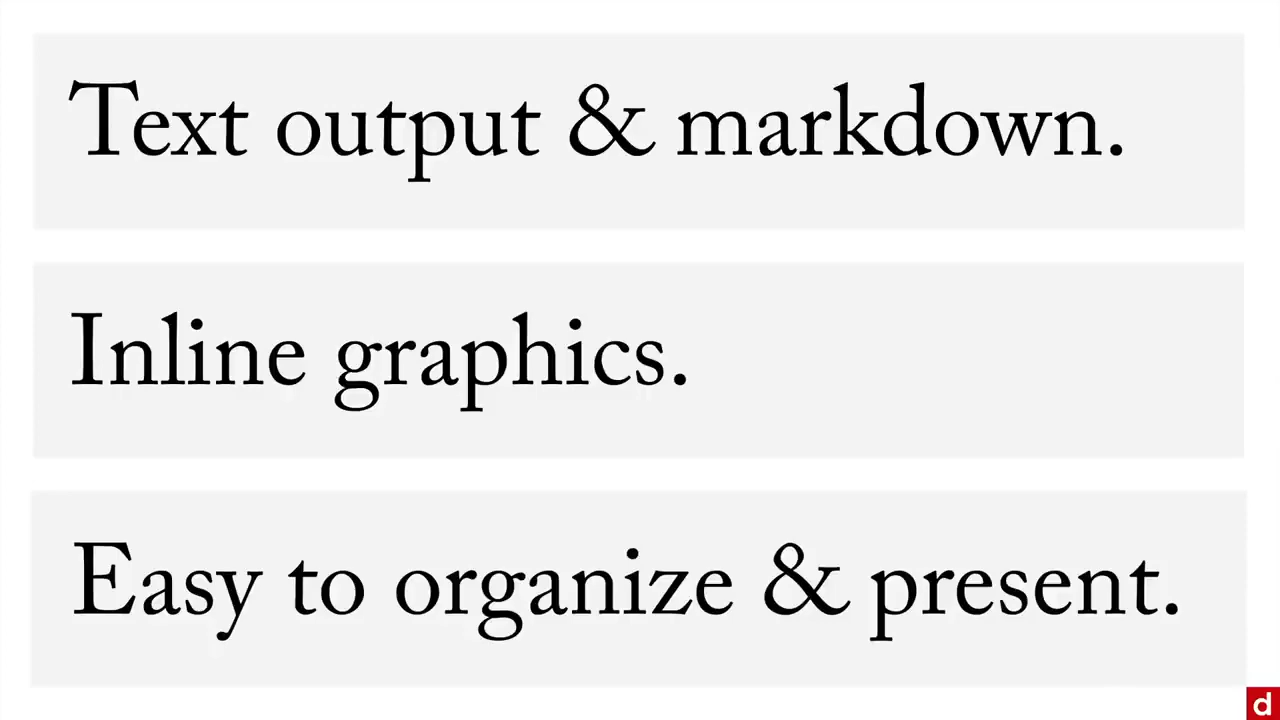 Text output & markdown.
Inline graphics.
Easy to organize & present.
d